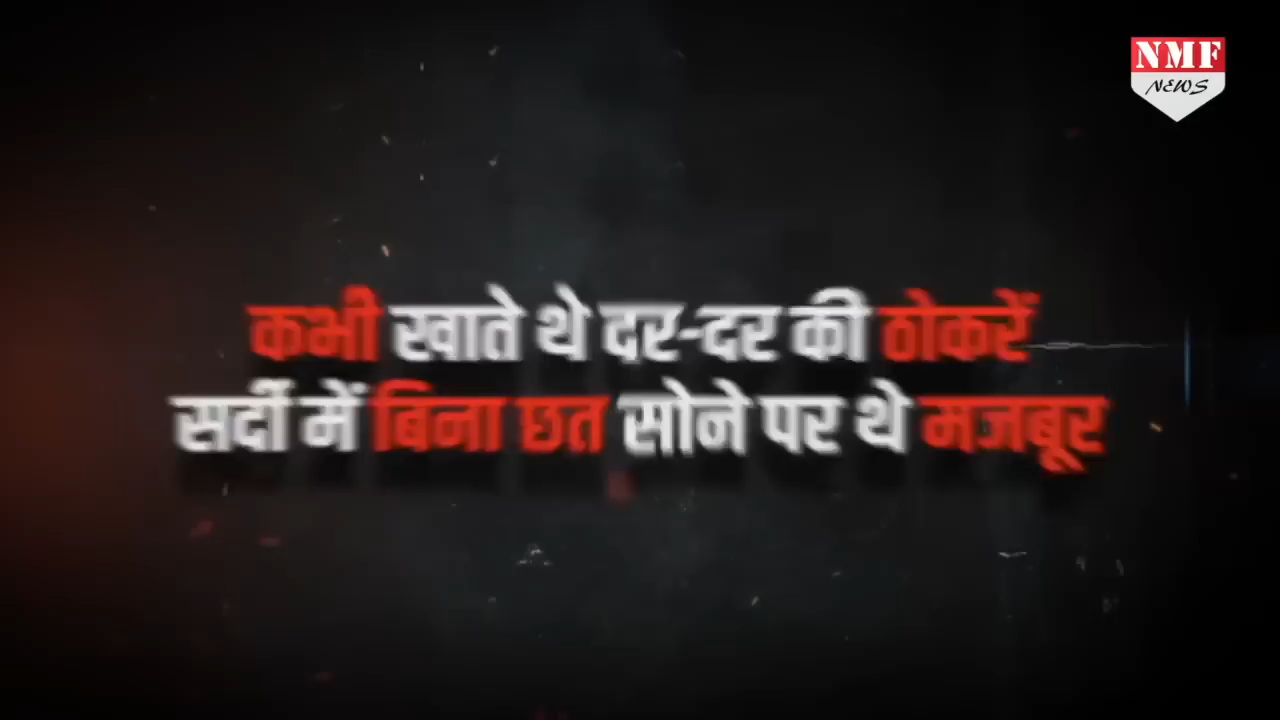 NMF
NEWS
कभी खाते थे दर-दर की ठोकरें
सर्दी में बिना छत सोने पर थे मजबूर